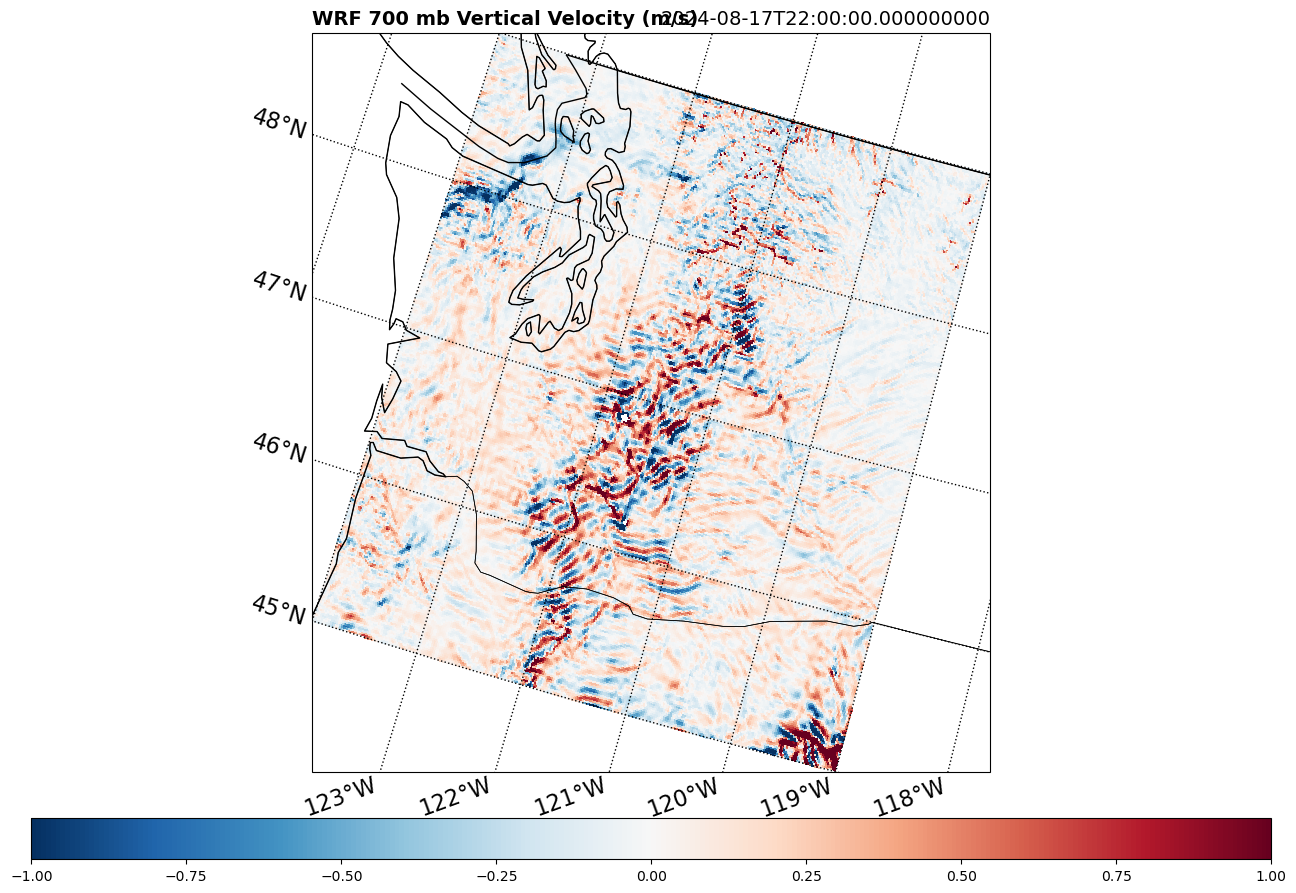 WRF 700 mb Vertical Velocity (m/s)
2024-08-17T22:00:00.000000000
48°N
47°N
46°N
45°N
123°W 122°W 121°W 120°W 119°W 118°W
−1.00 −0.75 −0.50 −0.25 0.00 0.25 0.50 0.75 1.00